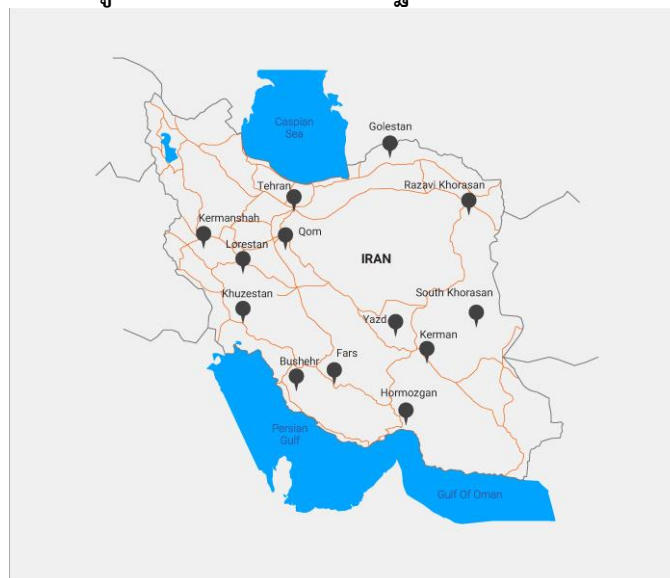 Caspian
Sea
Golestan
Tehran
Razavi Khorasan
Kermanshah
Qom
Lorestan
IRAN
South Khorasan
Khuzestan
Yazd
Kerman
Bushehr
Fars
Hormozgan
Persian
Gulf
Gulf Of Oman